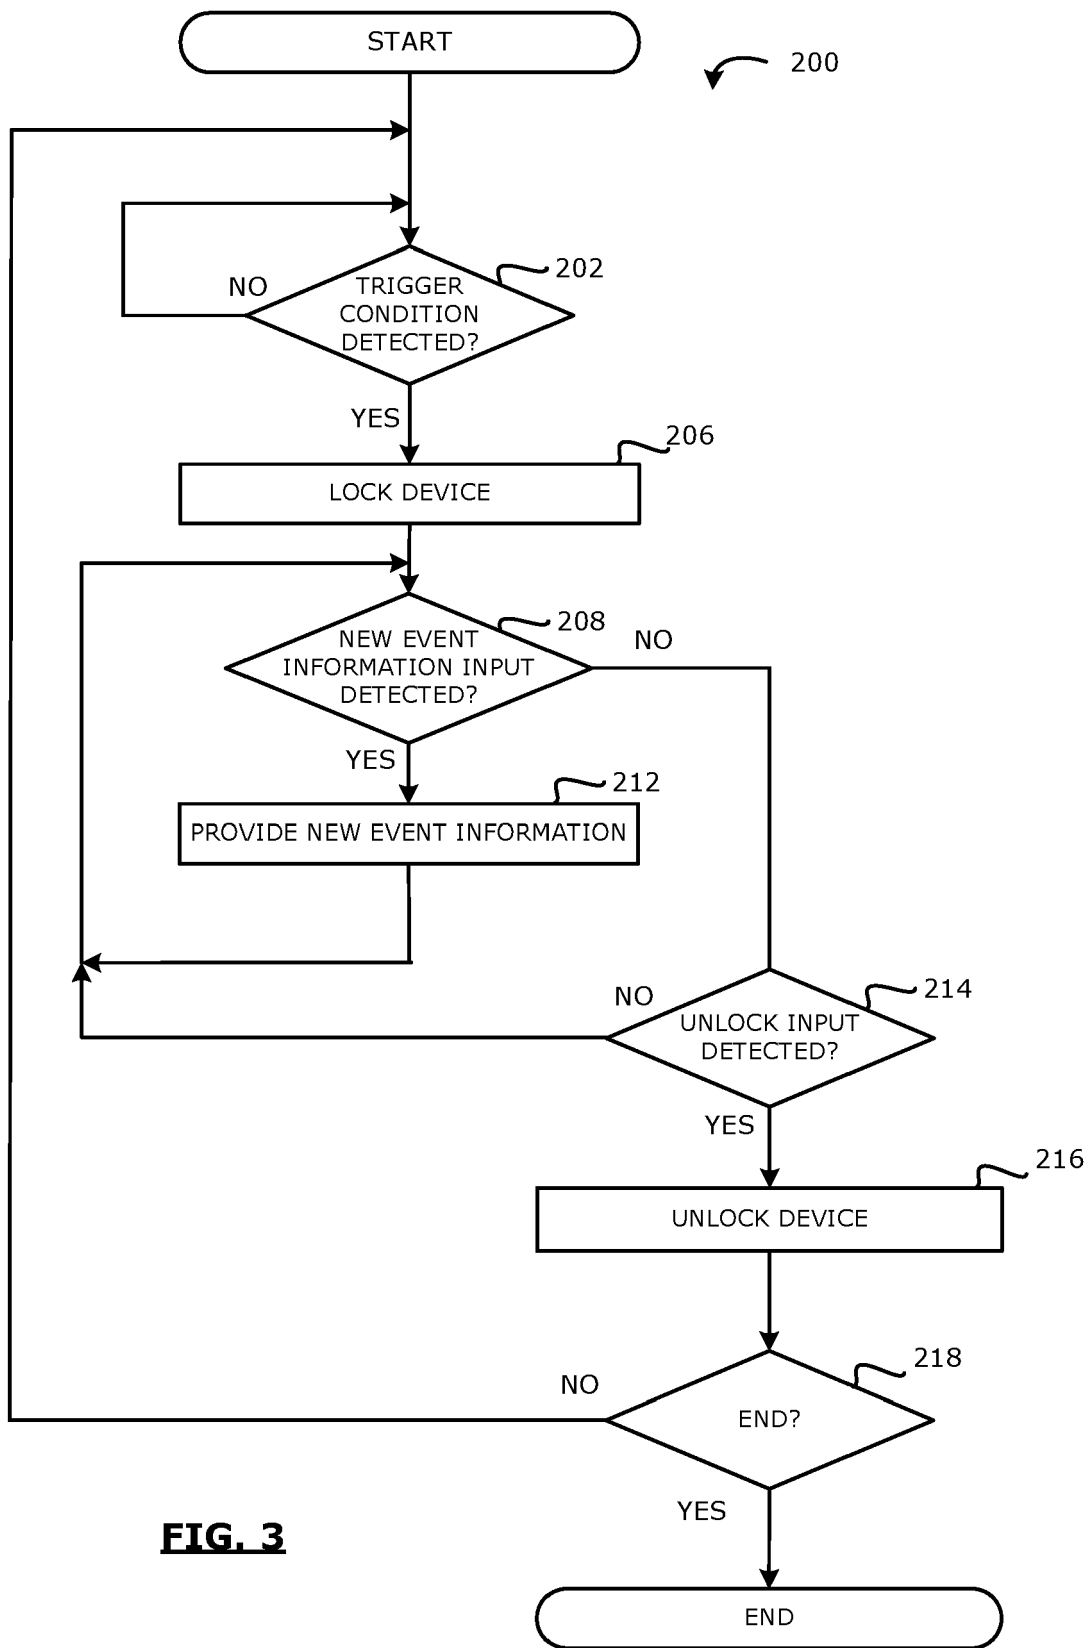 START
200
202
NO
TRIGGER
CONDITION
DETECTED?
YES
206
LOCK DEVICE
208
NO
NEW EVENT
INFORMATION INPUT
DETECTED?
YES
212
PROVIDE NEW EVENT INFORMATION
214
NO
UNLOCK INPUT
DETECTED?
YES
216
UNLOCK DEVICE
218
NO
END?
YES
FIG. 3
END